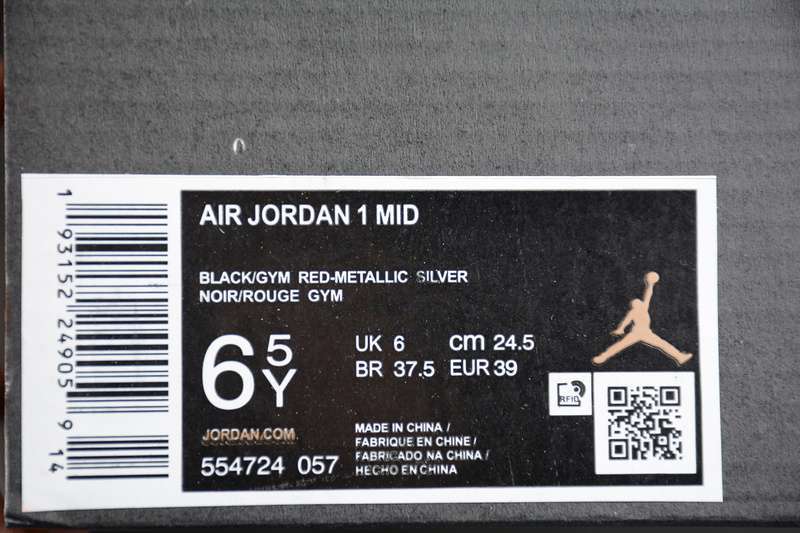 AIR JORDAN 1 MID
BLACK/GYM RED-METALLIC SILVER
NOIR/ROUGE GYM
6 5Y
UK 6 cm 24.5
BR 37.5 EUR 39
RFID
JORDAN.COM
554724 057
MADE IN CHINA /
FABRIQUE EN CHINE /
FABRICADO NA CHINA /
HECHO EN CHINA
1 93152 24905 9 14